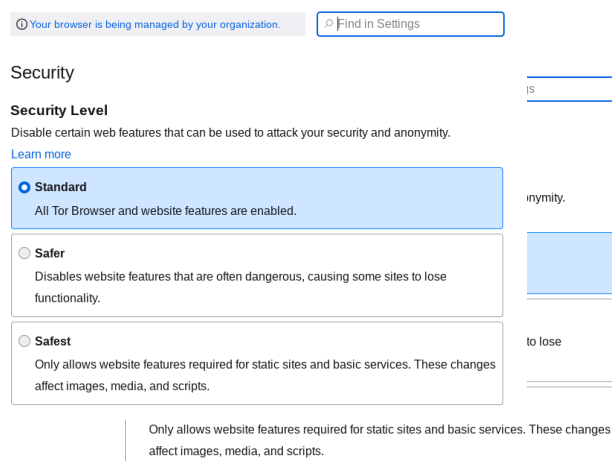 Your browser is being managed by your organization.
Find in Settings
Security
gs
Security Level
Disable certain web features that can be used to attack your security and anonymity.
Learn more
Standard
onymity.
All Tor Browser and website features are enabled.
Safer
Disables website features that are often dangerous, causing some sites to lose
functionality.
Safest
to lose
Only allows website features required for static sites and basic services. These changes
affect images, media, and scripts.
Only allows website features required for static sites and basic services. These changes
affect images, media, and scripts.